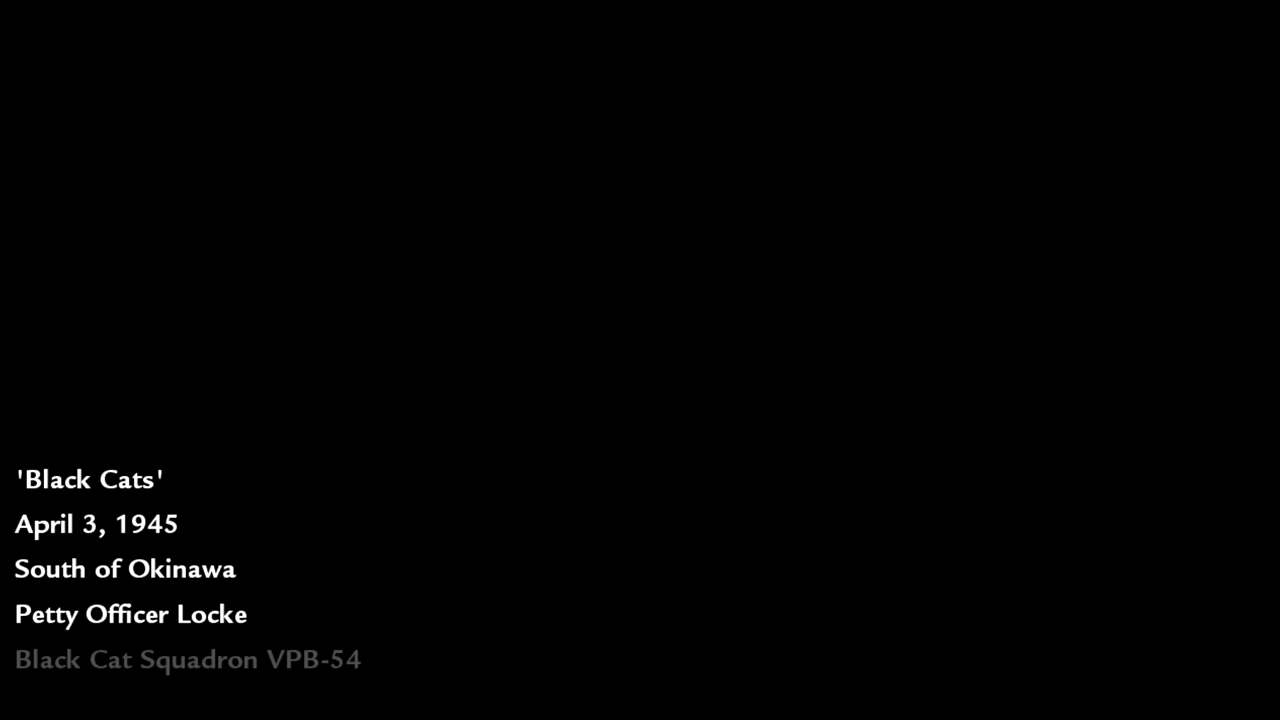 'Black Cats'
April 3, 1945
South of Okinawa
Petty Officer Locke
Black Cat Squadron VPB-54